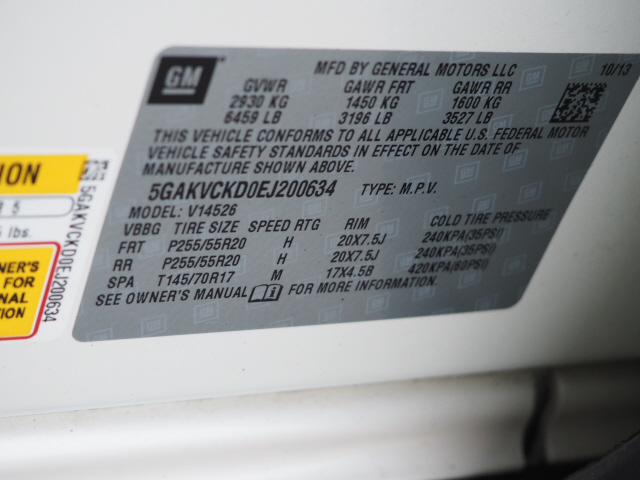 GM
MFD BY GENERAL MOTORS LLC 10/13
GVWR GAWR FRT GAWR RR
2930 KG 1450 KG 1600 KG
6459 LB 3196 LB 3527 LB
THIS VEHICLE CONFORMS TO ALL APPLICABLE U.S. FEDERAL MOTOR
VEHICLE SAFETY STANDARDS IN EFFECT ON THE DATE OF
MANUFACTURE SHOWN ABOVE.
5GAKVCKD0EJ200634 TYPE: M.P.V.
MODEL: V14526
VBBG TIRE SIZE SPEED RTG RIM COLD TIRE PRESSURE
FRT P255/55R20 H 20X7.5J 240KPA(35PSI)
RR P255/55R20 H 20X7.5J 240KPA(35PSI)
SPA T145/70R17 M 17X4.5B 420KPA(60PSI)
SEE OWNER'S MANUAL FOR MORE INFORMATION.
5GAKVCKD0EJ200634
ION
5
lbs.
NER'S
FOR
NAL
TION